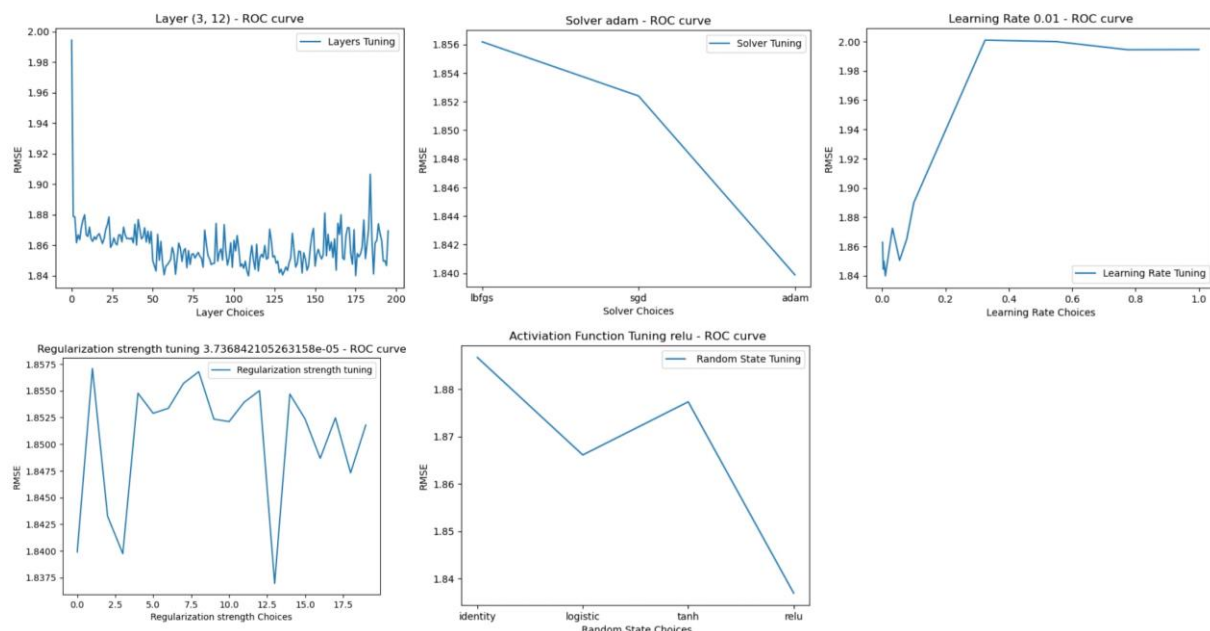 Layer (3, 12) - ROC curve
Layers Tuning
2.00
1.98
1.96
1.94
1.92
1.90
1.88
1.86
1.84
RMSE
0 25 50 75 100 125 150 175 200
Layer Choices
Solver adam - ROC curve
Solver Tuning
1.856
1.854
1.852
1.850
1.848
1.846
1.844
1.842
1.840
RMSE
lbfgs sgd adam
Solver Choices
Learning Rate 0.01 - ROC curve
2.00
1.98
1.96
1.94
1.92
1.90
1.88
1.86
1.84
RMSE
Learning Rate Tuning
0.0 0.2 0.4 0.6 0.8 1.0
Learning Rate Choices
Regularization strength tuning 3.736842105263158e-05 - ROC curve
Regularization strength tuning
1.8575
1.8550
1.8525
1.8500
1.8475
1.8450
1.8425
1.8400
1.8375
RMSE
0.0 2.5 5.0 7.5 10.0 12.5 15.0 17.5
Regularization strength Choices
Activiation Function Tuning relu - ROC curve
Random State Tuning
1.88
1.87
1.86
1.85
1.84
RMSE
identity logistic tanh relu
Random State Choices